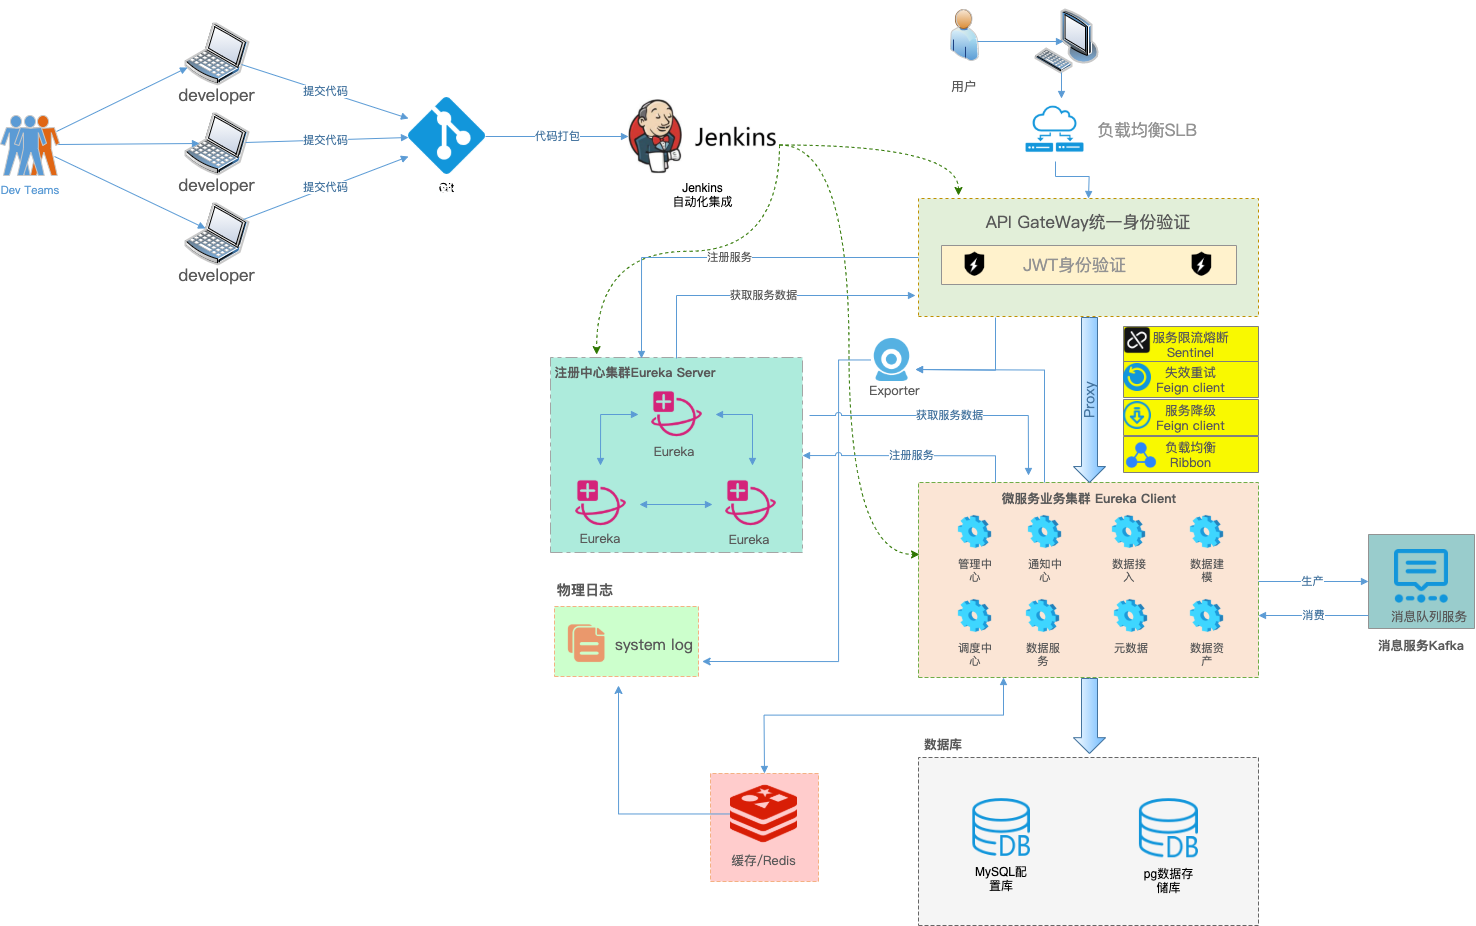 用户
developer
提交代码
负载均衡SLB
提交代码
代码打包
Jenkins
developer
Dev Teams
Git
Jenkins
自动化集成
提交代码
developer
API GateWay统一身份验证
JWT身份验证
注册服务
获取服务数据
Exporter
Proxy
服务限流熔断
Sentinel
失效重试
Feign client
服务降级
Feign client
负载均衡
Ribbon
注册中心集群Eureka Server
Eureka
Eureka
Eureka
获取服务数据
注册服务
微服务业务集群 Eureka Client
管理中
心
通知中
心
数据接
入
数据建
模
调度中
心
数据服
务
元数据
数据资
产
生产
消费
消息队列服务
消息服务Kafka
物理日志
system log
缓存/Redis
数据库
DB
MySQL配
置库
DB
pg数据存
储库